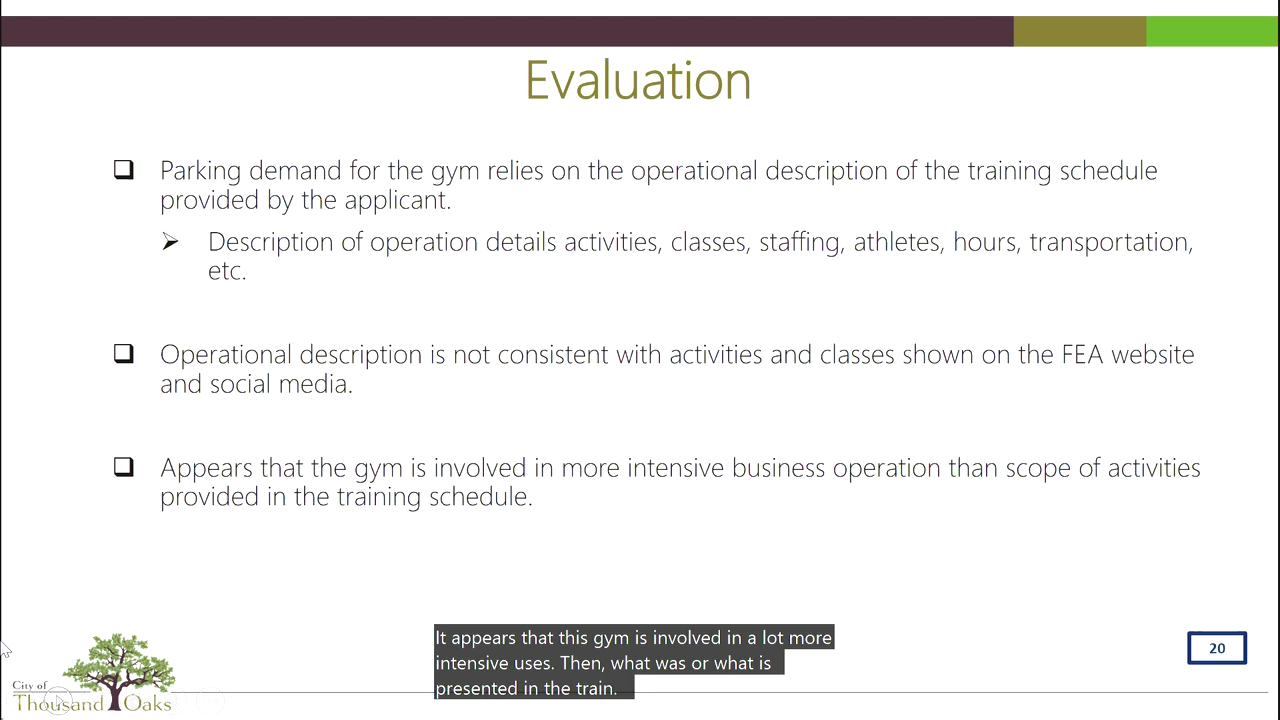 Evaluation
Parking demand for the gym relies on the operational description of the training schedule
provided by the applicant.
Description of operation details activities, classes, staffing, athletes, hours, transportation,
etc.
Operational description is not consistent with activities and classes shown on the FEA website
and social media.
Appears that the gym is involved in more intensive business operation than scope of activities
provided in the training schedule.
It appears that this gym is involved in a lot more
intensive uses. Then, what was or what is
presented in the train.
20
City of
Thousand Oaks